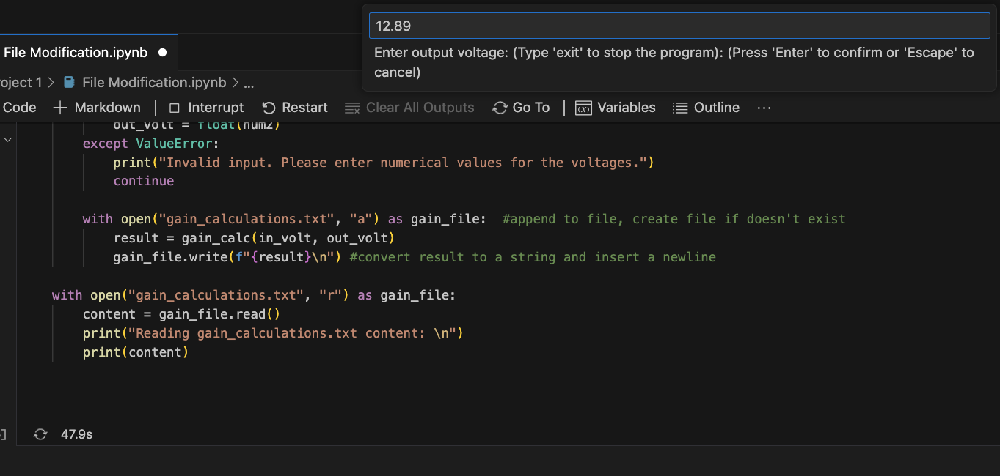 12.89
Enter output voltage: (Type 'exit' to stop the program): (Press 'Enter' to confirm or 'Escape' to
cancel)
File Modification.ipynb
oject 1 > File Modification.ipynb > ...
Code + Markdown | Interrupt Restart Clear All Outputs Go To | Variables Outline ...
out_volt = float(num2)
except ValueError:
print("Invalid input. Please enter numerical values for the voltages.")
continue
with open("gain_calculations.txt", "a") as gain_file:  #append to file, create file if doesn't exist
result = gain_calc(in_volt, out_volt)
gain_file.write(f"{result}\n") #convert result to a string and insert a newline
with open("gain_calculations.txt", "r") as gain_file:
content = gain_file.read()
print("Reading gain_calculations.txt content: \n")
print(content)
47.9s